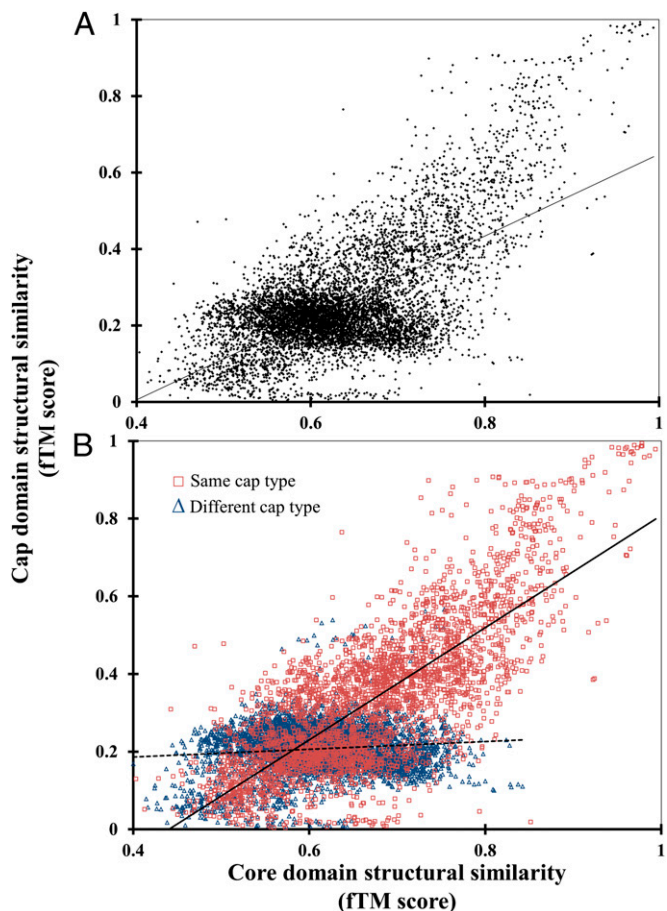 A
1
0.8
0.6
0.4
0.2
0
0.4
0.6
0.8
1
Cap domain structural similarity
(fTM score)
B
1
0.8
0.6
0.4
0.2
0
Same cap type
Different cap type
0.4
0.6
0.8
1
Core domain structural similarity
(fTM score)